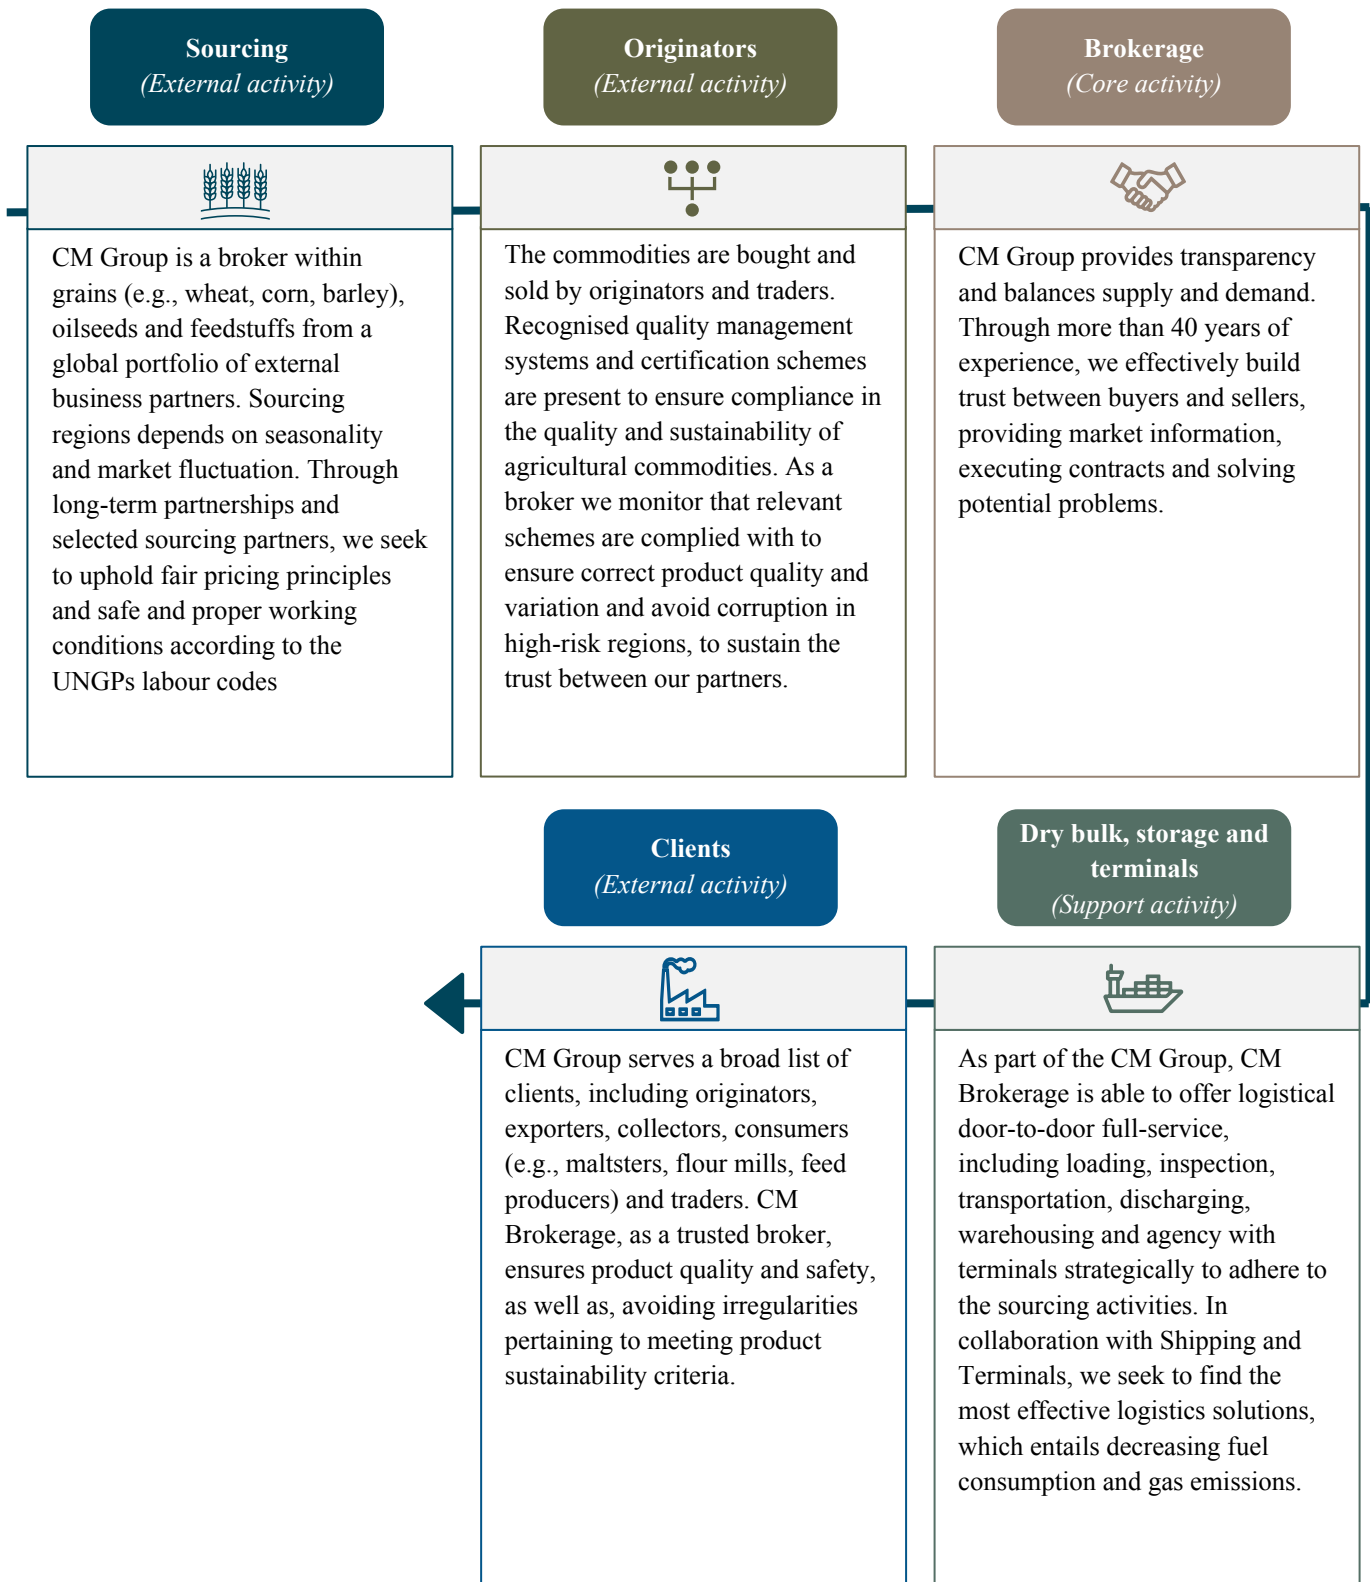 Sourcing
(External activity)
CM Group is a broker within
grains (e.g., wheat, corn, barley),
oilseeds and feedstuffs from a
global portfolio of external
business partners. Sourcing
regions depends on seasonality
and market fluctuation. Through
long-term partnerships and
selected sourcing partners, we seek
to uphold fair pricing principles
and safe and proper working
conditions according to the
UNGPs labour codes
Originators
(External activity)
The commodities are bought and
sold by originators and traders.
Recognised quality management
systems and certification schemes
are present to ensure compliance in
the quality and sustainability of
agricultural commodities. As a
broker we monitor that relevant
schemes are complied with to
ensure correct product quality and
variation and avoid corruption in
high-risk regions, to sustain the
trust between our partners.
Brokerage
(Core activity)
CM Group provides transparency
and balances supply and demand.
Through more than 40 years of
experience, we effectively build
trust between buyers and sellers,
providing market information,
executing contracts and solving
potential problems.
Dry bulk, storage and
terminals
(Support activity)
As part of the CM Group, CM
Brokerage is able to offer logistical
door-to-door full-service,
including loading, inspection,
transportation, discharging,
warehousing and agency with
terminals strategically to adhere to
the sourcing activities. In
collaboration with Shipping and
Terminals, we seek to find the
most effective logistics solutions,
which entails decreasing fuel
consumption and gas emissions.
Clients
(External activity)
CM Group serves a broad list of
clients, including originators,
exporters, collectors, consumers
(e.g., maltsters, flour mills, feed
producers) and traders. CM
Brokerage, as a trusted broker,
ensures product quality and safety,
as well as, avoiding irregularities
pertaining to meeting product
sustainability criteria.